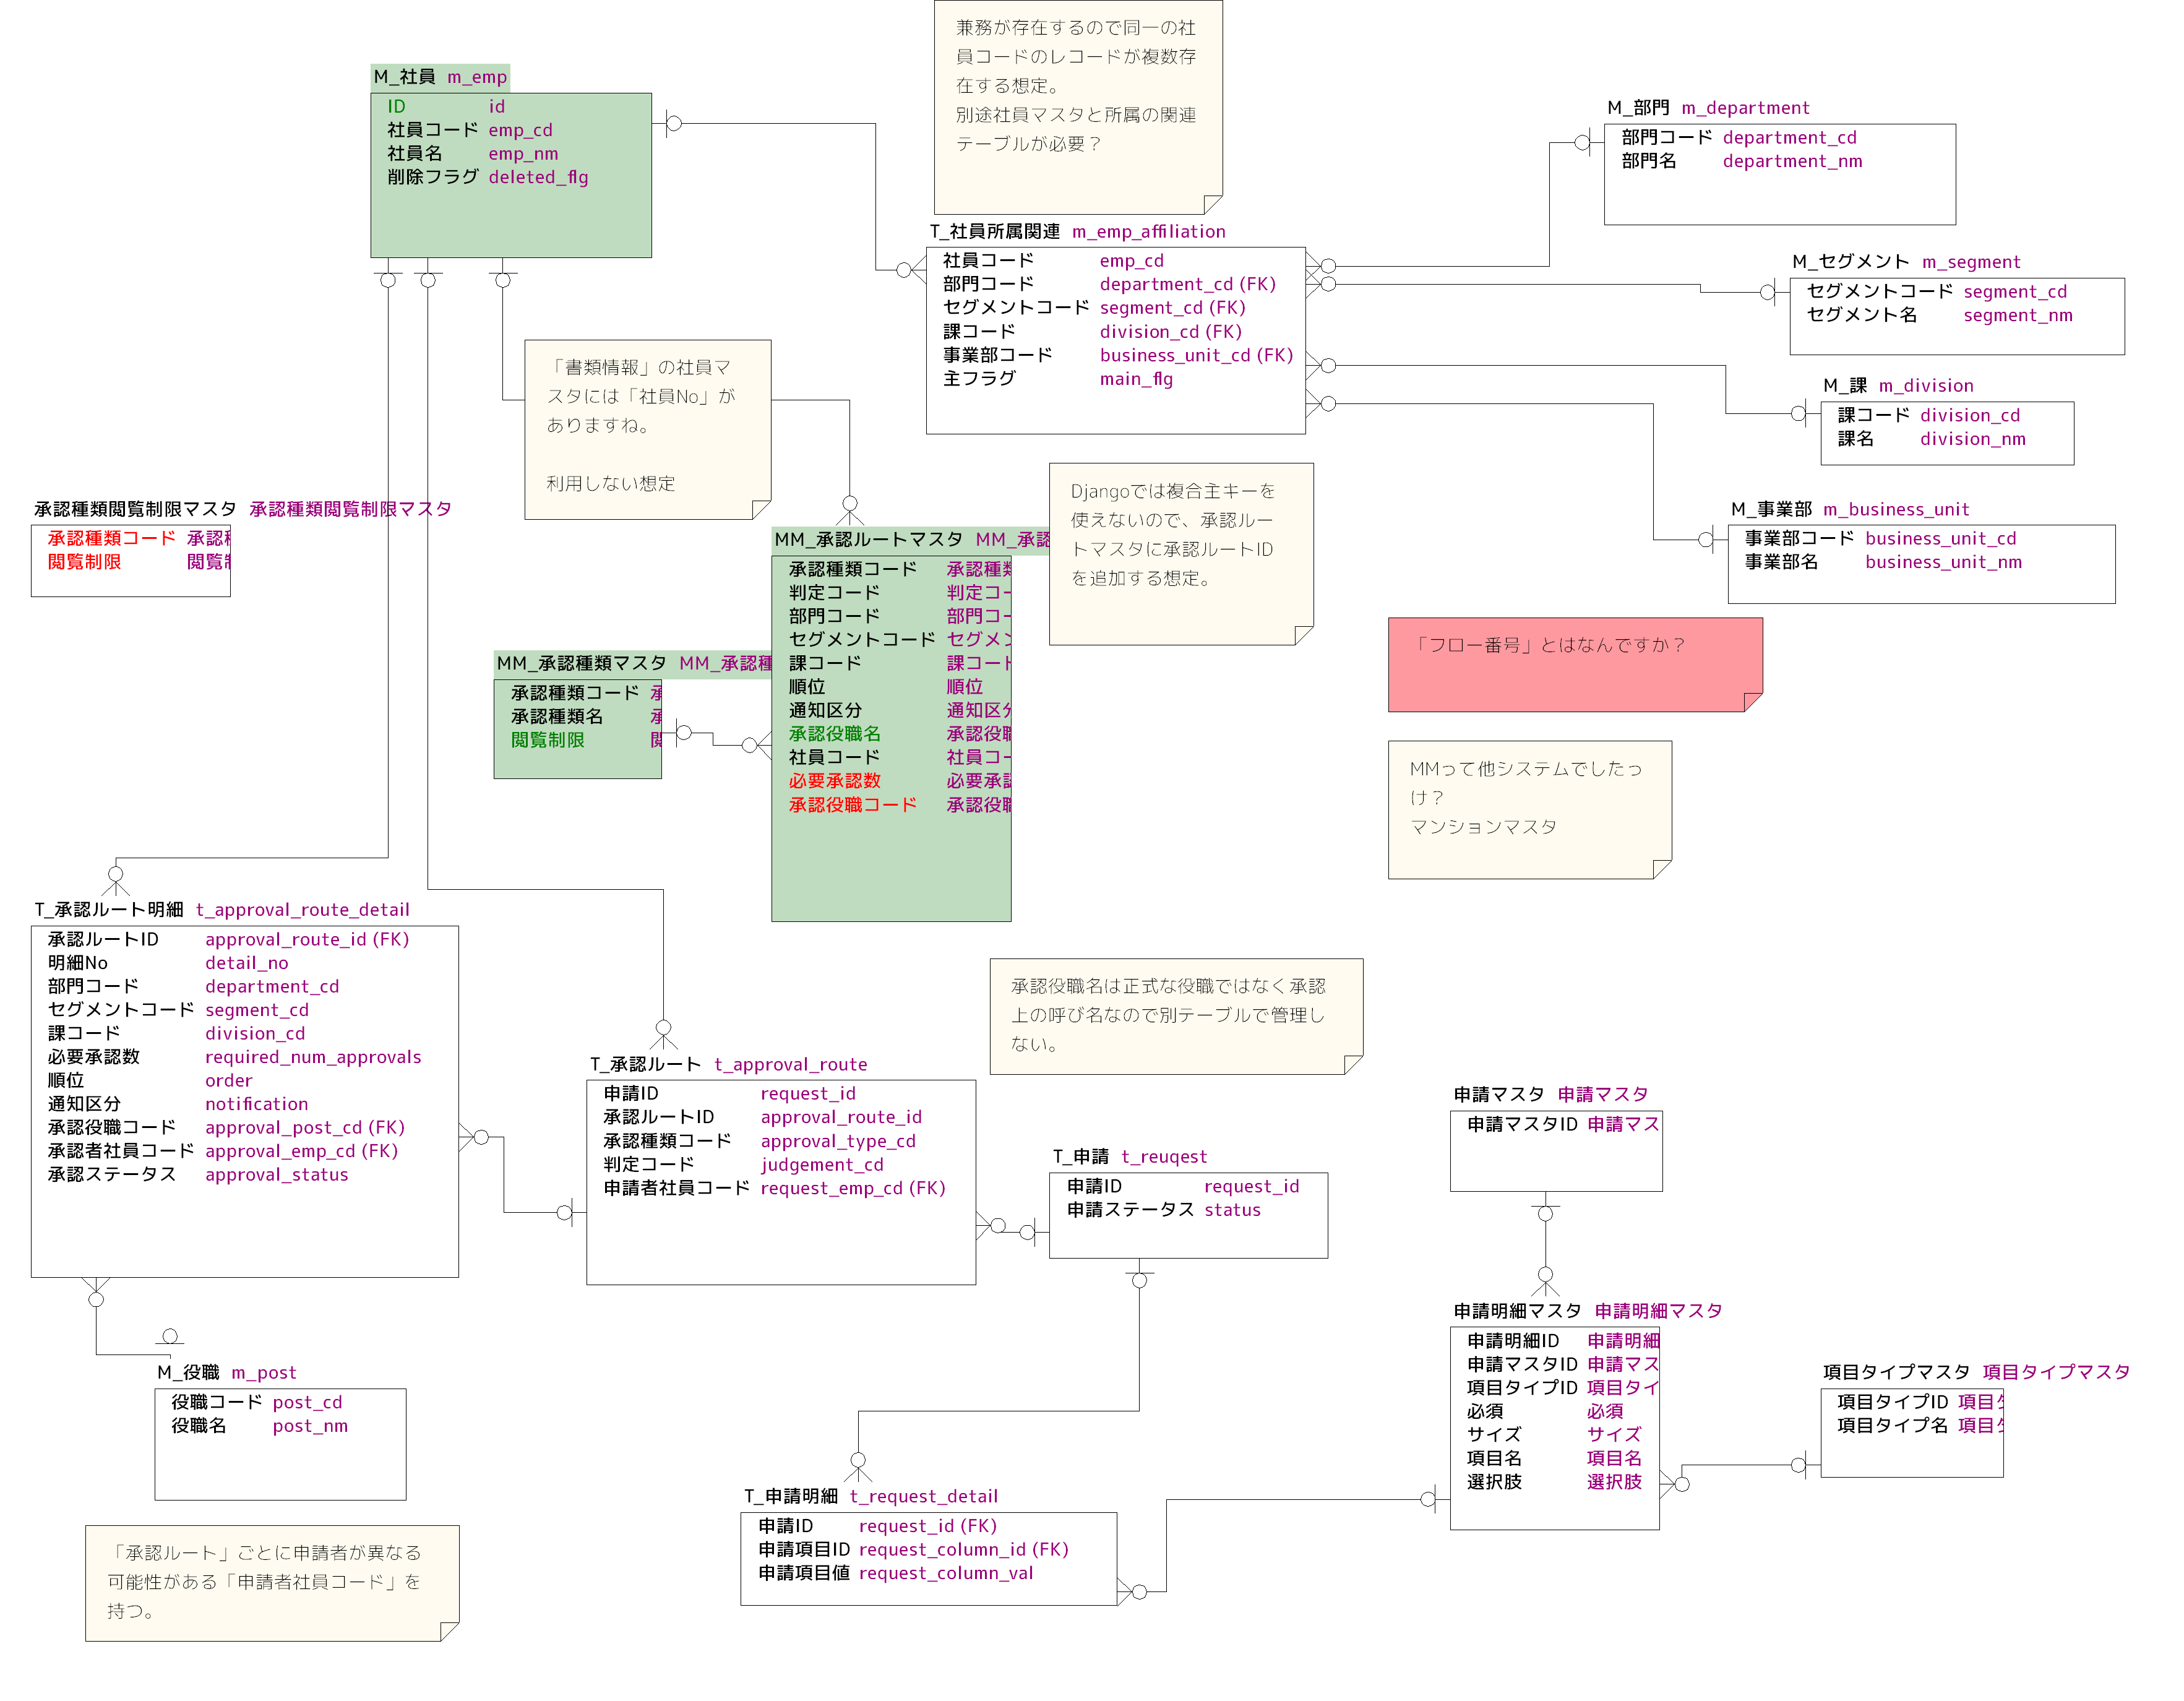 兼務が存在するので同一の社
員コードのレコードが複数存
在する想定。
別途社員マスタと所属の関連
テーブルが必要？
M_社員 m_emp
ID id
社員コード emp_cd
社員名 emp_nm
削除フラグ deleted_flg
M_部門 m_department
部門コード department_cd
部門名 department_nm
T_社員所属関連 m_emp_affiliation
社員コード emp_cd
部門コード department_cd (FK)
セグメントコード segment_cd (FK)
課コード division_cd (FK)
事業部コード business_unit_cd (FK)
主フラグ main_flg
M_セグメント m_segment
セグメントコード segment_cd
セグメント名 segment_nm
M_課 m_division
課コード division_cd
課名 division_nm
M_事業部 m_business_unit
事業部コード business_unit_cd
事業部名 business_unit_nm
「書類情報」の社員マ
スタには「社員No」が
ありますね。
利用しない想定
承認種類閲覧制限マスタ 承認種類閲覧制限マスタ
承認種類コード 承認種
閲覧制限 閲覧制
Djangoでは複合主キーを
使えないので、承認ルー
トマスタに承認ルートID
を追加する想定。
MM_承認ルートマスタ MM_承認
承認種類コード 承認種類
判定コード 判定コー
部門コード 部門コー
セグメントコード セグメン
課コード 課コード
順位 順位
通知区分 通知区分
承認役職名 承認役職
社員コード 社員コー
必要承認数 必要承認
承認役職コード 承認役職
MM_承認種類マスタ MM_承認種
承認種類コード 承
承認種類名 承
閲覧制限 閲
「フロー番号」とはなんですか？
MMって他システムでしたっ
け？
マンションマスタ
T_承認ルート明細 t_approval_route_detail
承認ルートID approval_route_id (FK)
明細No detail_no
部門コード department_cd
セグメントコード segment_cd
課コード division_cd
必要承認数 required_num_approvals
順位 order
通知区分 notification
承認役職コード approval_post_cd (FK)
承認者社員コード approval_emp_cd (FK)
承認ステータス approval_status
承認役職名は正式な役職ではなく承認
上の呼び名なので別テーブルで管理し
ない。
T_承認ルート t_approval_route
申請ID request_id
承認ルートID approval_route_id
承認種類コード approval_type_cd
判定コード judgement_cd
申請者社員コード request_emp_cd (FK)
T_申請 t_reuqest
申請ID request_id
申請ステータス status
申請マスタ 申請マスタ
申請マスタID 申請マス
申請明細マスタ 申請明細マスタ
申請明細ID 申請明細
申請マスタID 申請マス
項目タイプID 項目タイ
必須 必須
サイズ サイズ
項目名 項目名
選択肢 選択肢
項目タイプマスタ 項目タイプマスタ
項目タイプID 項目タ
項目タイプ名 項目タ
M_役職 m_post
役職コード post_cd
役職名 post_nm
T_申請明細 t_request_detail
申請ID request_id (FK)
申請項目ID request_column_id (FK)
申請項目値 request_column_val
「承認ルート」ごとに申請者が異なる
可能性がある「申請者社員コード」を
持つ。